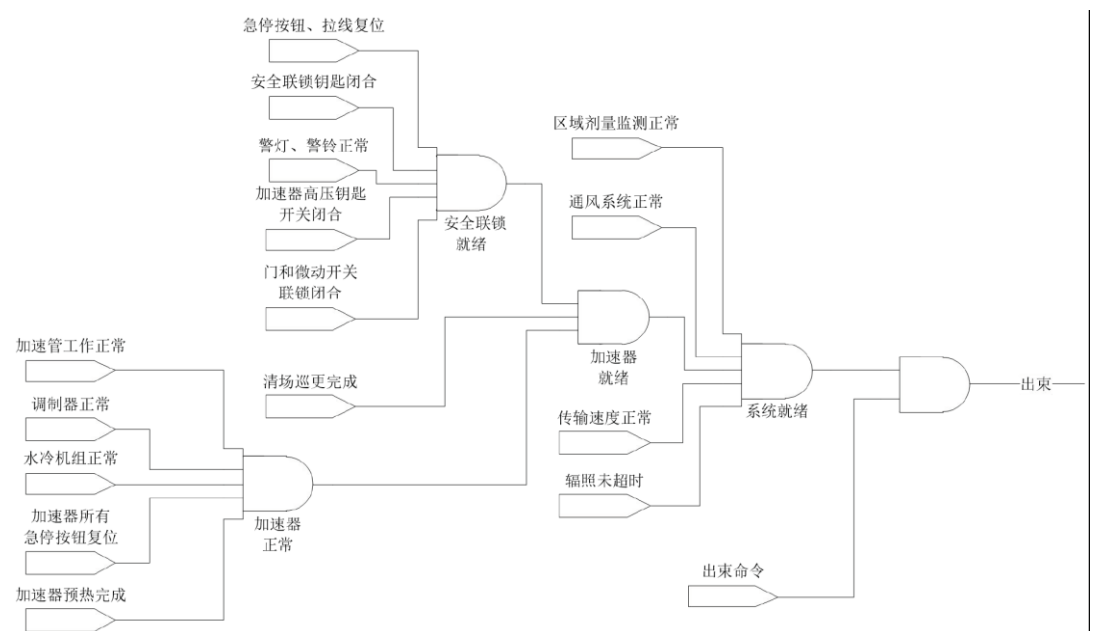 急停按钮、拉线复位
安全联锁钥匙闭合
警灯、警铃正常
加速器高压钥匙
开关闭合
门和微动开关
联锁闭合
安全联锁
就绪
区域剂量监测正常
通风系统正常
加速器
就绪
清场巡更完成
加速管工作正常
调制器正常
水冷机组正常
加速器所有
急停按钮复位
加速器预热完成
加速器
正常
传输速度正常
辐照未超时
系统就绪
出束命令
出束